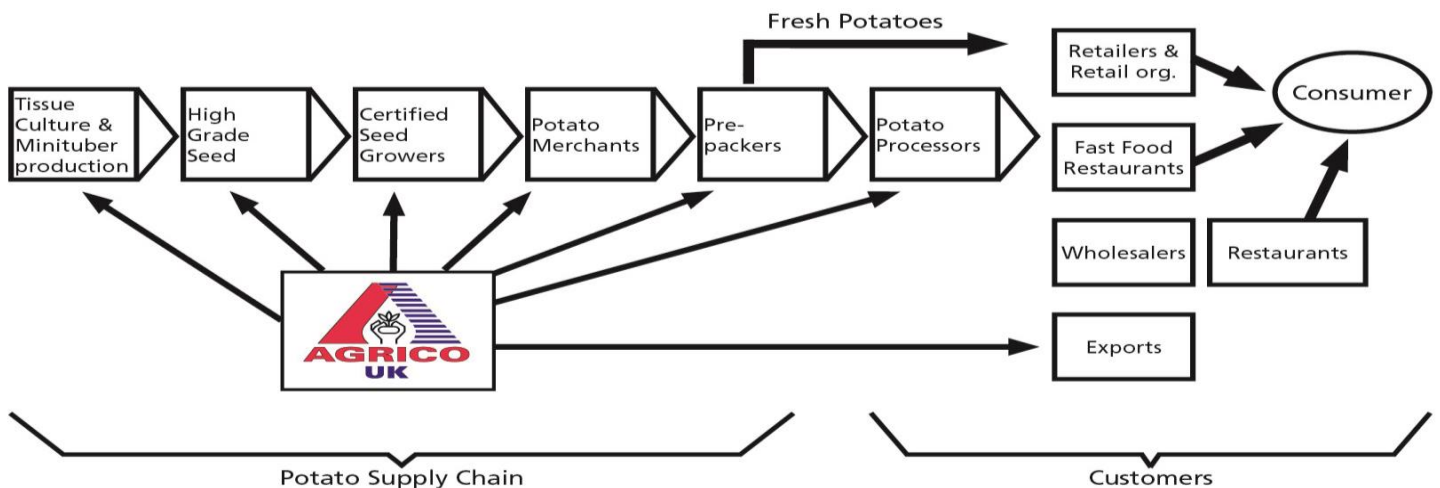 Fresh Potatoes
Tissue
Culture &
Minituber
production
High
Grade
Seed
Certified
Seed
Growers
Potato
Merchants
Pre-
packers
Potato
Processors
Retailers &
Retail org.
Consumer
Fast Food
Restaurants
Wholesalers
Restaurants
Exports
AGRICO
UK
Potato Supply Chain
Customers